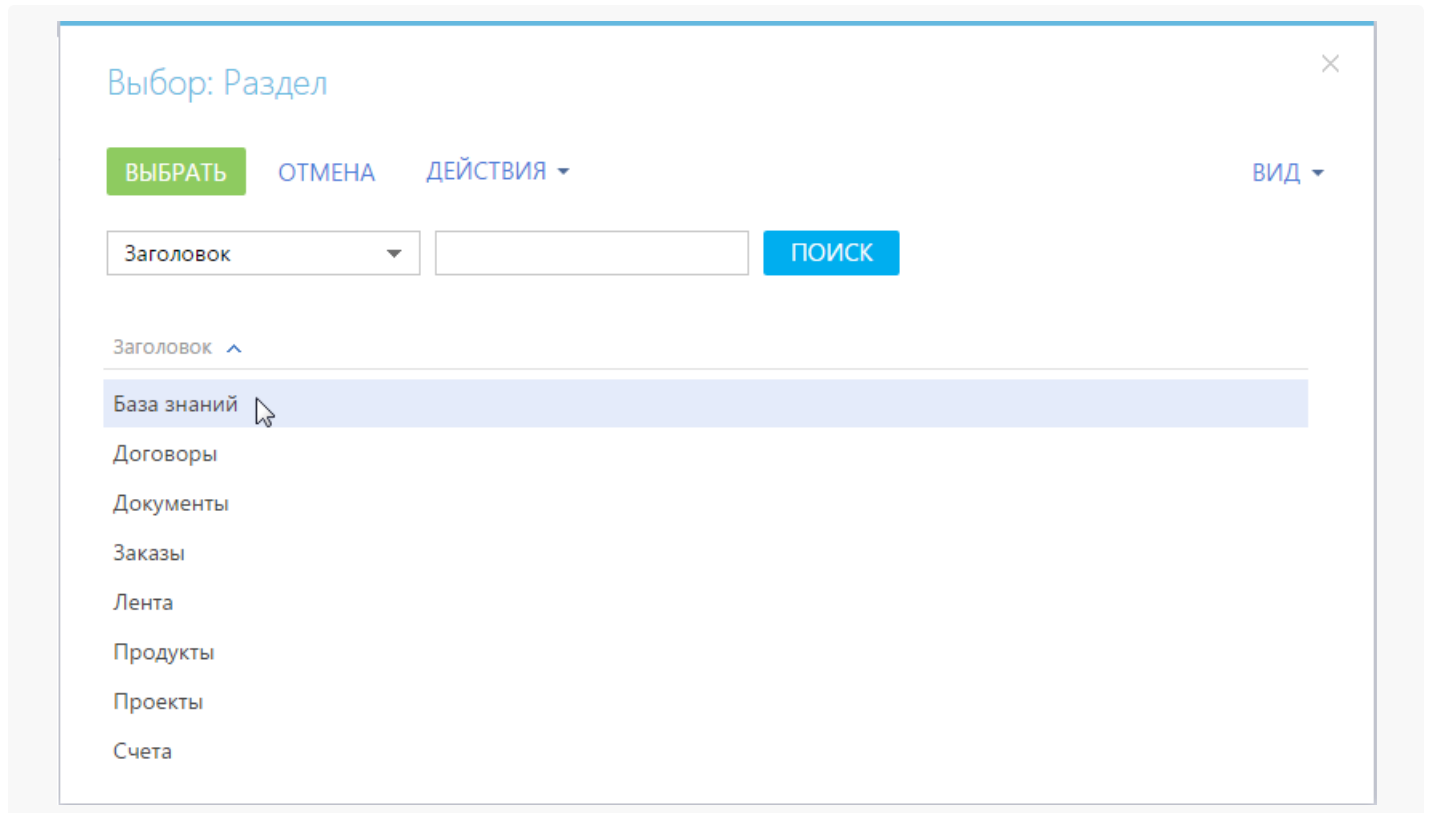 Выбор: Раздел
ВЫБРАТЬ ОТМЕНА ДЕЙСТВИЯ ВИД
Заголовок ПОИСК
Заголовок
База знаний
Договоры
Документы
Заказы
Лента
Продукты
Проекты
Счета